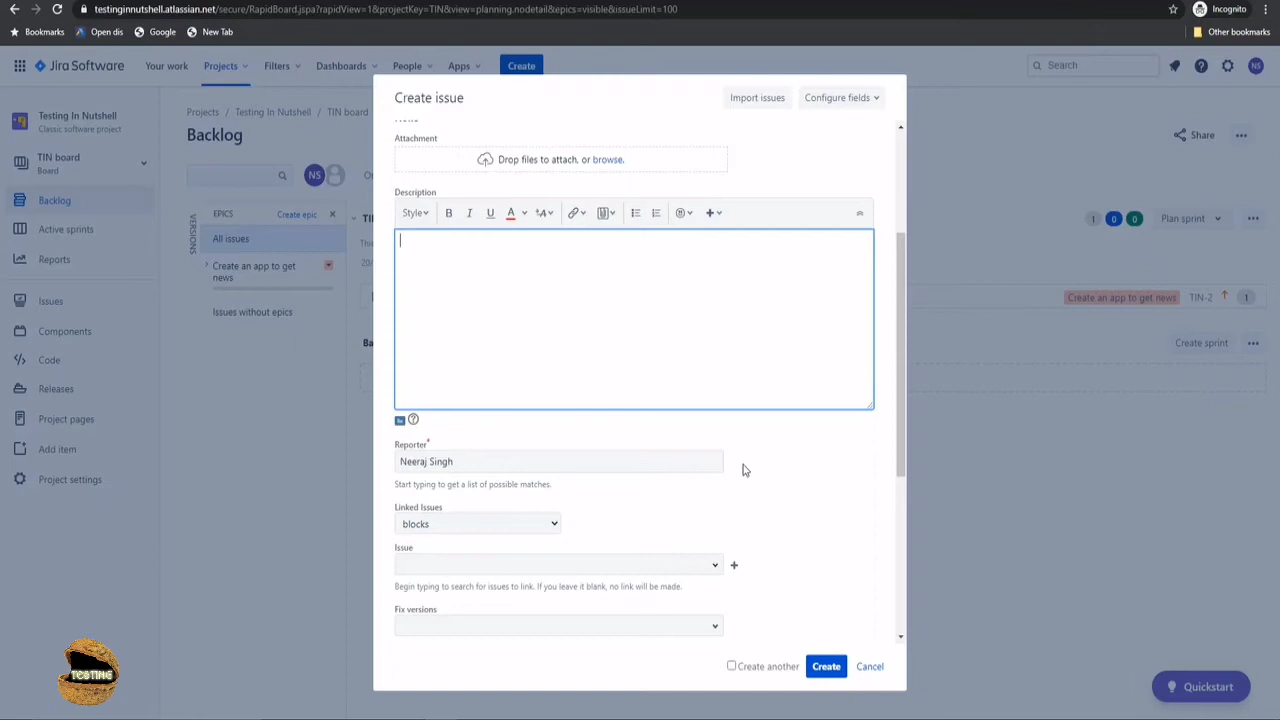 testinginnutshell.atlassian.net/secure/RapidBoard.jspa?rapidView=1&projectKey=TIN&view=planning.nodetail&epics=visible&issueLimit=100
Incognito
Bookmarks
Open dis
Google
New Tab
Other bookmarks
Jira Software
Your work
Projects
Filters
Dashboards
People
Apps
Create
Search
NS
Testing In Nutshell
Classic software project
TIN board
Board
Backlog
Active sprints
Reports
Issues
Components
Code
Releases
Project pages
Add item
Project settings
Projects / Testing In Nutshell / TIN board
Backlog
Share
NS
VERSIONS
EPICS
Create epic
All issues
Create an app to get
news
Issues without epics
1 0 0
Plan sprint
Create an app to get news
TIN-2
1
Create sprint
Create issue
Import issues
Configure fields
Attachment
Drop files to attach, or browse.
Description
Style
B
I
U
A
Reporter*
Neeraj Singh
Start typing to get a list of possible matches.
Linked Issues
blocks
Issue
Begin typing to search for issues to link. If you leave it blank, no link will be made.
Fix versions
Create another
Create
Cancel
TESTING
Quickstart